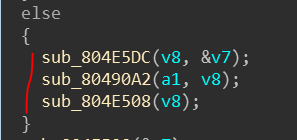 else
{
sub_804E5DC(v8, &v7);
sub_80490A2(a1, v8);
sub_804E508(v8);
}